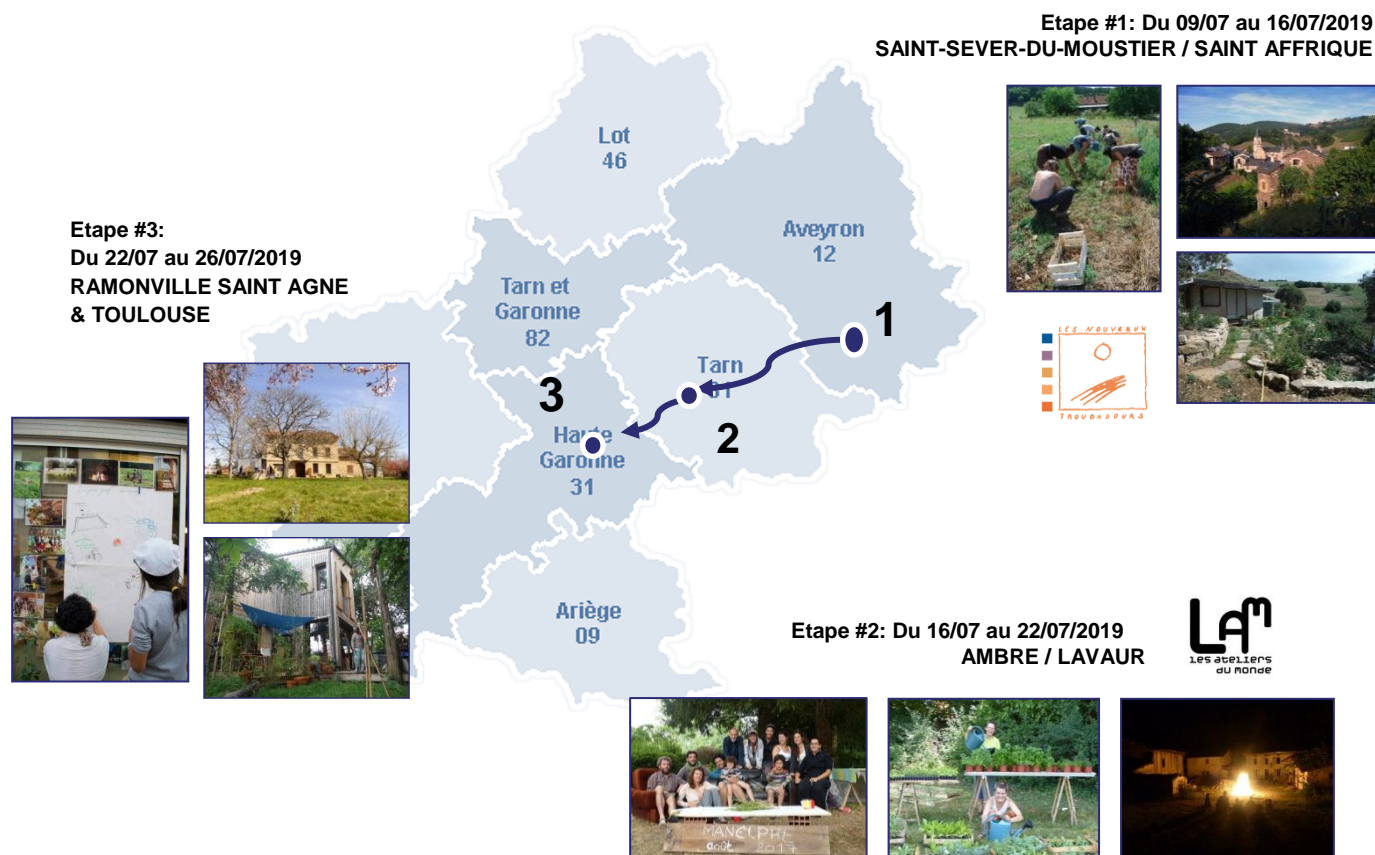 Etape #1: Du 09/07 au 16/07/2019
SAINT-SEVER-DU-MOUSTIER / SAINT AFFRIQUE
Lot
46
Aveyron
12
1
Etape #3:
Du 22/07 au 26/07/2019
RAMONVILLE SAINT AGNE
& TOULOUSE
Tarn et
Garonne
82
LES NOUVEAUX
TROUBADOURS
Tarn
81
3
2
Haute
Garonne
31
Ariège
09
Etape #2: Du 16/07 au 22/07/2019
AMBRE / LAVAUR
LAM
les ateliers
du monde
MANELPHE
août 2017